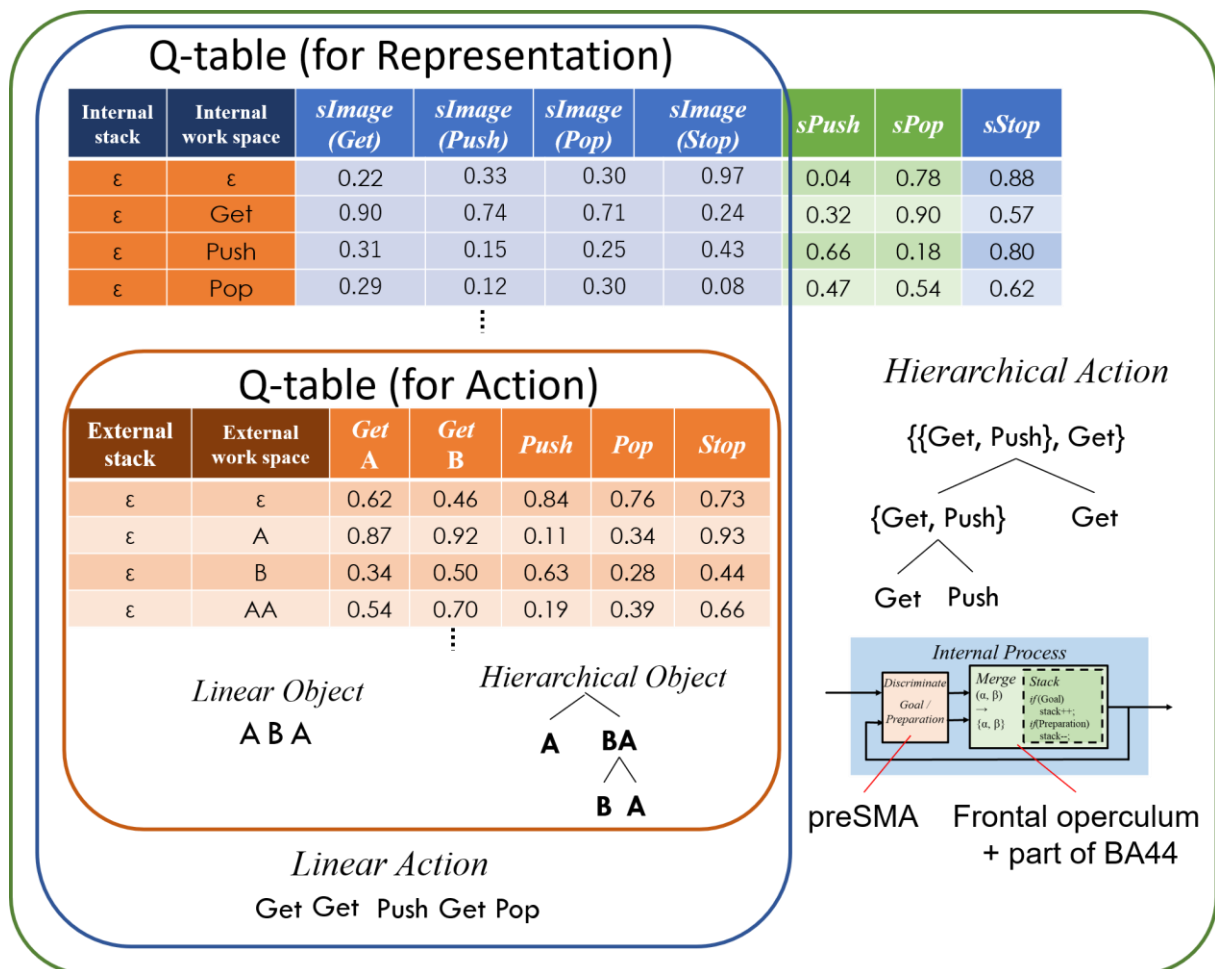 Q-table (for Representation)
Internal stack Internal work space sImage (Get) sImage (Push) sImage (Pop) sImage (Stop) sPush sPop sStop
ε ε 0.22 0.33 0.30 0.97 0.04 0.78 0.88
ε Get 0.90 0.74 0.71 0.24 0.32 0.90 0.57
ε Push 0.31 0.15 0.25 0.43 0.66 0.18 0.80
ε Pop 0.29 0.12 0.30 0.08 0.47 0.54 0.62
Q-table (for Action)
External stack External work space Get A Get B Push Pop Stop
ε ε 0.62 0.46 0.84 0.76 0.73
ε A 0.87 0.92 0.11 0.34 0.93
ε B 0.34 0.50 0.63 0.28 0.44
ε AA 0.54 0.70 0.19 0.39 0.66
Linear Object
A B A
Hierarchical Object
A BA
B A
Linear Action
Get Get Push Get Pop
Hierarchical Action
{{Get, Push}, Get}
{Get, Push} Get
Get Push
Internal Process
Discriminate
Goal /
Preparation
Merge
(α, β)
→
{α, β}
Stack
if(Goal)
stack++;
if(Preparation)
stack--;
preSMA
Frontal operculum
+ part of BA44